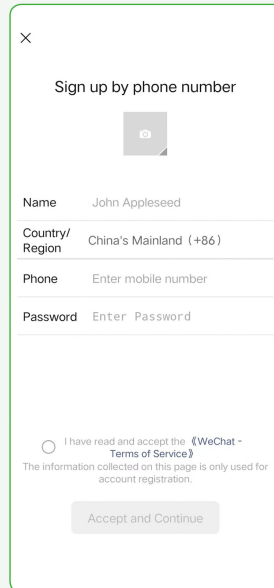 Sign up by phone number
Name John Appleseed
Country/
Region China's Mainland（+86）
Phone Enter mobile number
Password Enter Password
I have read and accept the 《WeChat -
Terms of Service》
The information collected on this page is only used for
account registration.
Accept and Continue